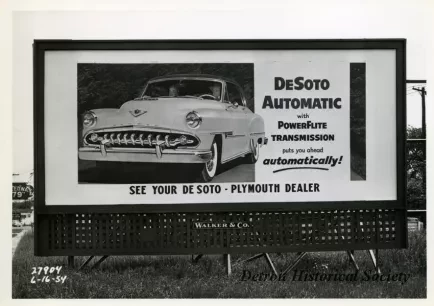 DESOTO
AUTOMATIC
with
POWERFLITE
TRANSMISSION
puts you ahead
automatically!
SEE YOUR DE SOTO - PLYMOUTH DEALER
79
WALKER & CO.
27904
6-16-54
Detroit Historical Society